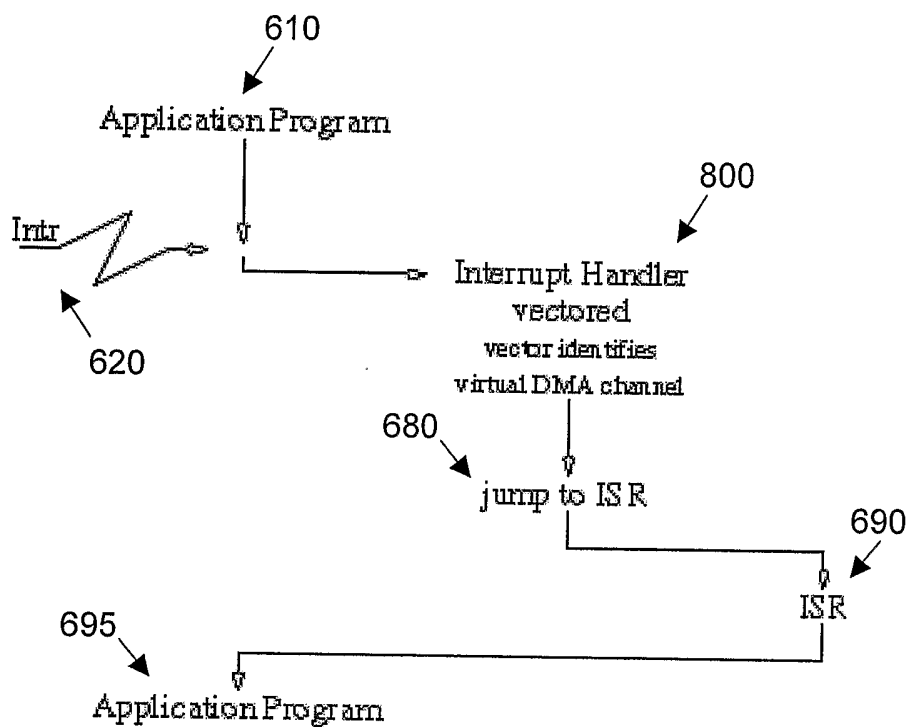 610
Application Program
800
Intr
Interrupt Handler
vectored
620
vector identifies
virtual DMA channel
680
jump to ISR
690
ISR
695
Application Program